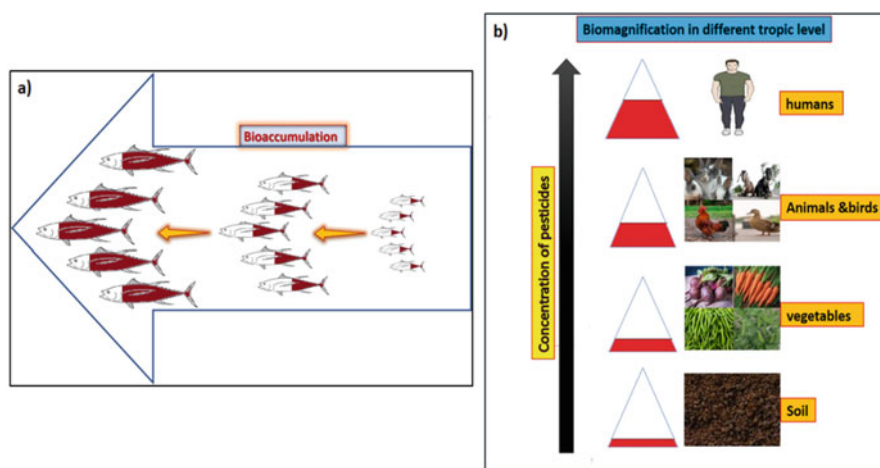 a)
Bioaccumulation
b)
Biomagnification in different tropic level
Concentration of pesticides
humans
Animals &birds
vegetables
Soil